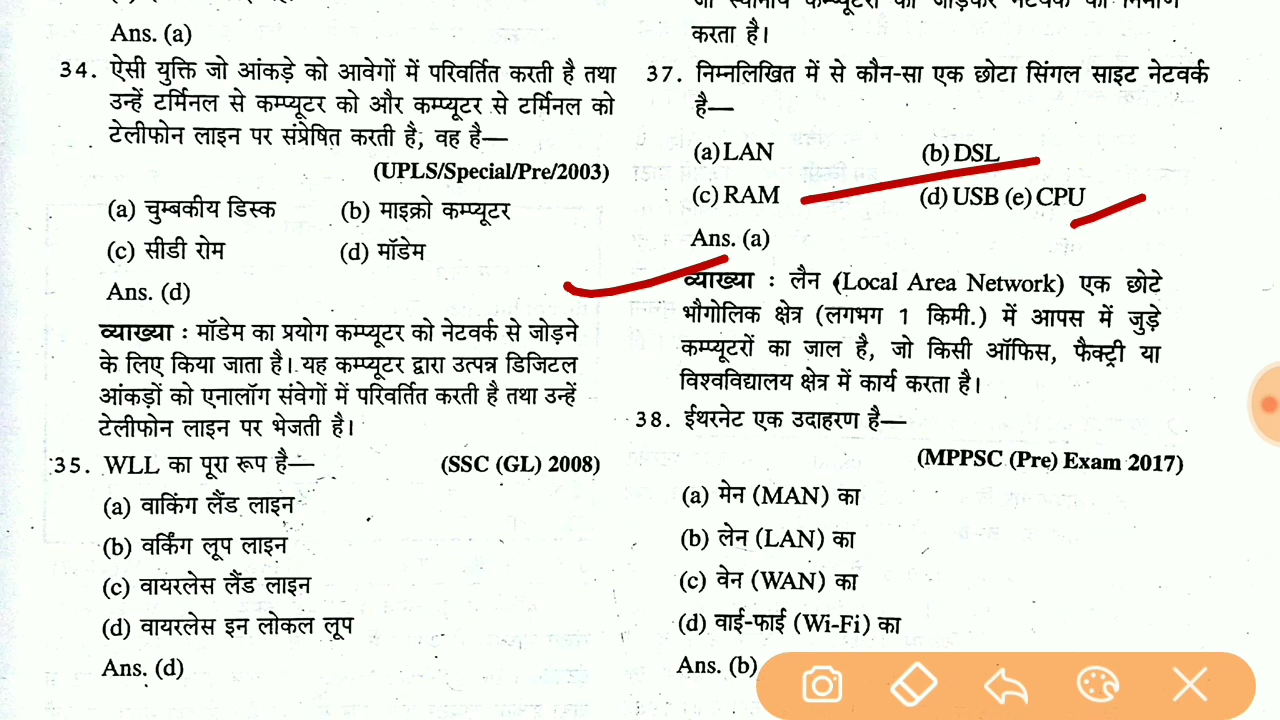 Ans. (a)
34. ऐसी युक्ति जो आंकड़े को आवेगों में परिवर्तित करती है तथा
उन्हें टर्मिनल से कम्प्यूटर को और कम्प्यूटर से टर्मिनल को
टेलीफोन लाइन पर संप्रेषित करती है, वह है—
(UPLS/Special/Pre/2003)
(a) चुम्बकीय डिस्क (b) माइक्रो कम्प्यूटर
(c) सीडी रोम (d) मॉडेम
Ans. (d)
व्याख्या : मॉडेम का प्रयोग कम्प्यूटर को नेटवर्क से जोड़ने
के लिए किया जाता है। यह कम्प्यूटर द्वारा उत्पन्न डिजिटल
आंकड़ों को एनालॉग संवेगों में परिवर्तित करती है तथा उन्हें
टेलीफोन लाइन पर भेजती है।
35. WLL का पूरा रूप है— (SSC (GL) 2008)
(a) वाकिंग लैंड लाइन
(b) वर्किंग लूप लाइन
(c) वायरलेस लैंड लाइन
(d) वायरलेस इन लोकल लूप
Ans. (d)
जो स्थानीय कम्प्यूटरों को जोड़कर नेटवर्क का निर्माण
करता है।
37. निम्नलिखित में से कौन-सा एक छोटा सिंगल साइट नेटवर्क
है—
(a) LAN (b) DSL
(c) RAM (d) USB (e) CPU
Ans. (a)
व्याख्या : लैन (Local Area Network) एक छोटे
भौगोलिक क्षेत्र (लगभग 1 किमी.) में आपस में जुड़े
कम्प्यूटरों का जाल है, जो किसी ऑफिस, फैक्ट्री या
विश्वविद्यालय क्षेत्र में कार्य करता है।
38. ईथरनेट एक उदाहरण है—
(MPPSC (Pre) Exam 2017)
(a) मेन (MAN) का
(b) लेन (LAN) का
(c) वेन (WAN) का
(d) वाई-फाई (Wi-Fi) का
Ans. (b)